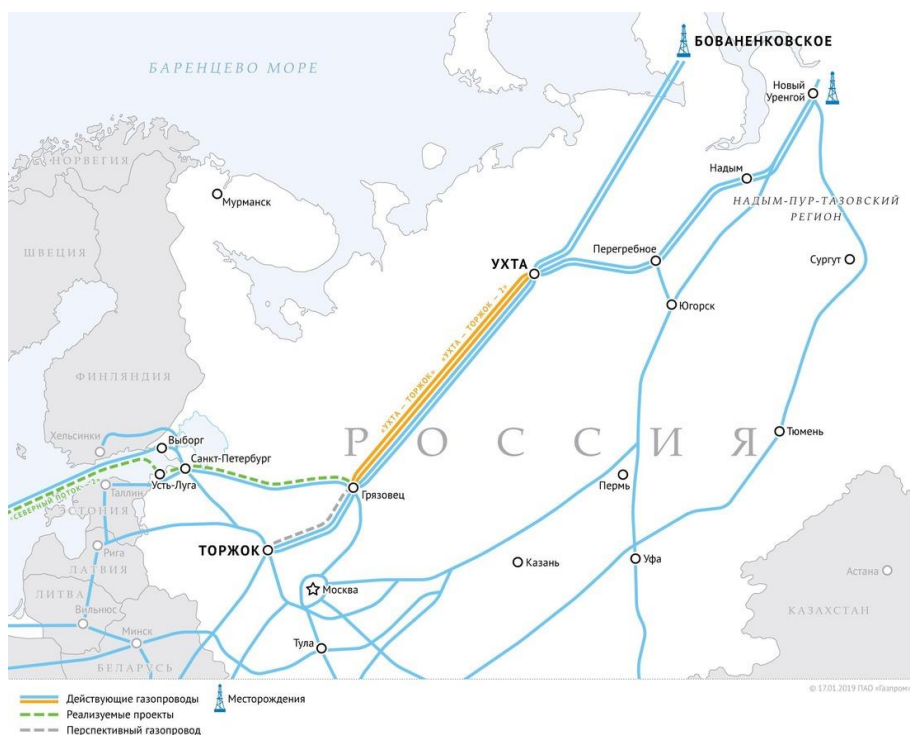 БОВАНЕНКОВСКОЕ
БАРЕНЦЕВО МОРЕ
Новый
Уренгой
НОРВЕГИЯ
Надым
Мурманск
НАДЫМ-ПУР-ТАЗОВСКИЙ
РЕГИОН
ШВЕЦИЯ
Перегребное
УХТА
Сургут
Югорск
«УХТА – ТОРЖОК – 2»
«УХТА – ТОРЖОК»
ФИНЛЯНДИЯ
РОССИЯ
Хельсинки
Выборг
Тюмень
Санкт-Петербург
Усть-Луга
Пермь
Таллин
Грязовец
«СЕВЕРНЫЙ ПОТОК – 2»
ЭСТОНИЯ
ТОРЖОК
Рига
Казань
Уфа
ЛАТВИЯ
Астана
Москва
ЛИТВА
Вильнюс
КАЗАХСТАН
Минск
Тула
БЕЛАРУСЬ
© 17.01.2019 ПАО «Газпром»
Действующие газопроводы
Месторождения
Реализуемые проекты
Перспективный газопровод